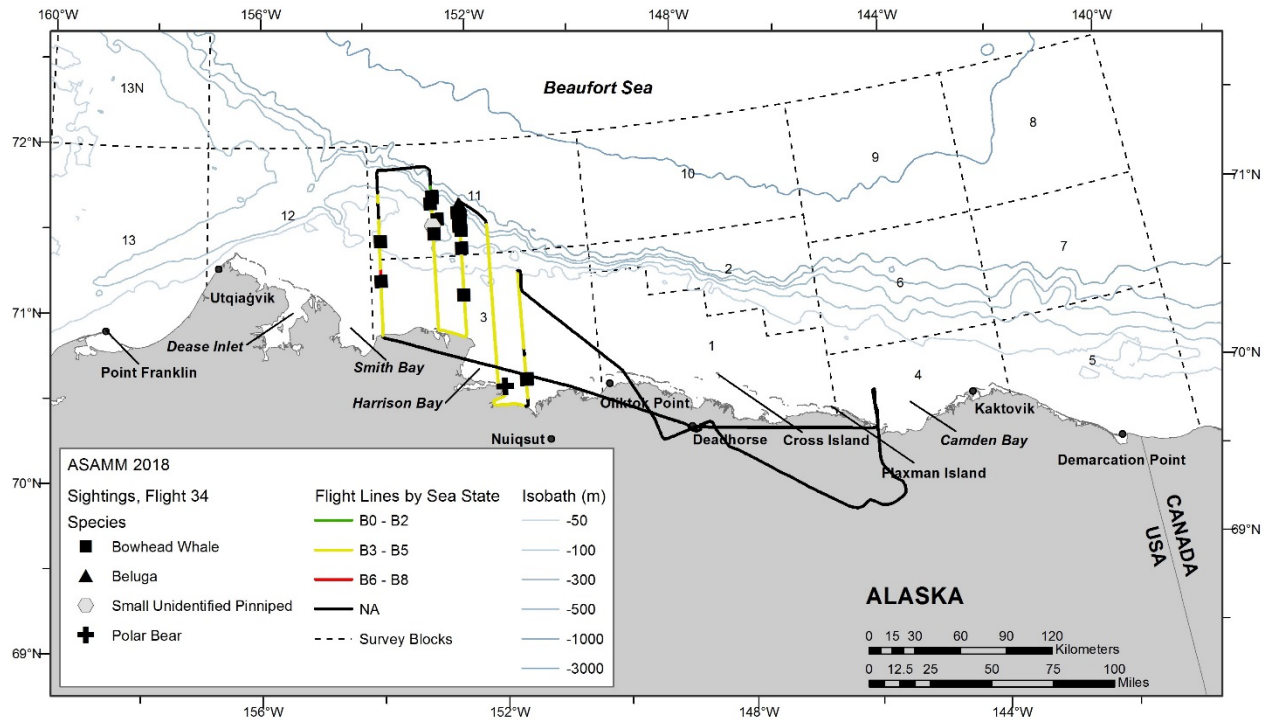 160°W 156°W 152°W 148°W 144°W 140°W
13N
Beaufort Sea
8
72°N
9
71°N
10
11
12
13
7
2
6
Utqiaġvik
71°N
3
Dease Inlet
Smith Bay
1
70°N
5
Point Franklin
4
Harrison Bay
Oliktok Point
Kaktovik
Nuiqsut
Deadhorse
Cross Island
Camden Bay
Flaxman Island
Demarcation Point
70°N
69°N
CANADA
USA
ALASKA
69°N
ASAMM 2018
Sightings, Flight 34
Species
Bowhead Whale
Beluga
Small Unidentified Pinniped
Polar Bear
Flight Lines by Sea State
B0 - B2
B3 - B5
B6 - B8
NA
Survey Blocks
Isobath (m)
-50
-100
-300
-500
-1000
-3000
0 15 30 60 90 120
Kilometers
0 12.5 25 50 75 100
Miles
156°W 152°W 148°W 144°W